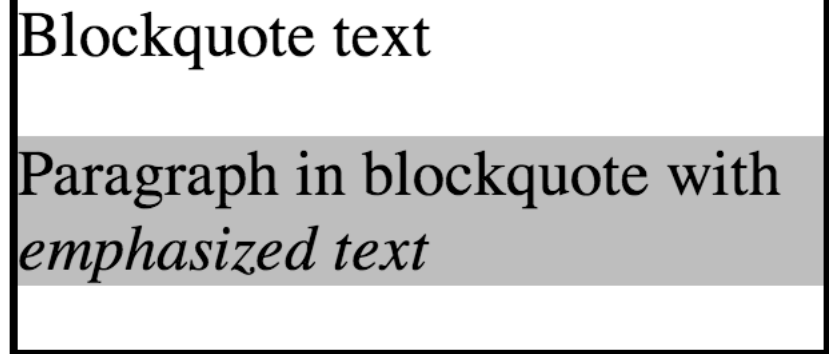 Blockquote text
Paragraph in blockquote with
emphasized text